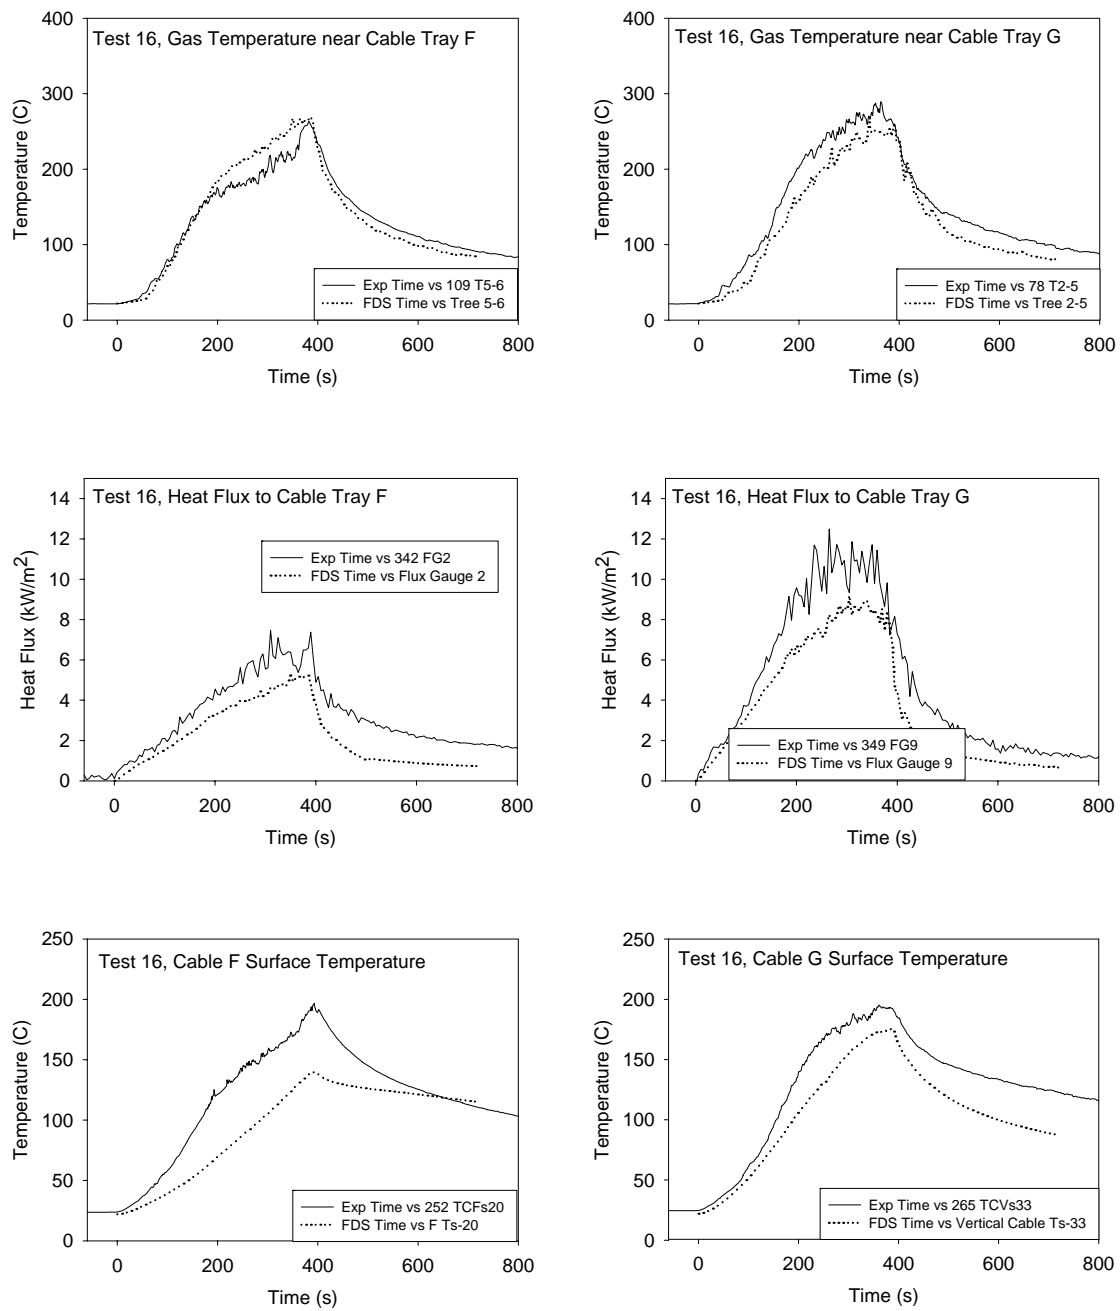 Test 16, Gas Temperature near Cable Tray F
Temperature (C)
400
300
200
100
0
Exp Time vs 109 T5-6
FDS Time vs Tree 5-6
0 200 400 600 800
Time (s)
Test 16, Gas Temperature near Cable Tray G
Temperature (C)
400
300
200
100
0
Exp Time vs 78 T2-5
FDS Time vs Tree 2-5
0 200 400 600 800
Time (s)
Test 16, Heat Flux to Cable Tray F
Heat Flux (kW/m2)
14
12
10
8
6
4
2
0
Exp Time vs 342 FG2
FDS Time vs Flux Gauge 2
0 200 400 600 800
Time (s)
Test 16, Heat Flux to Cable Tray G
Heat Flux (kW/m2)
14
12
10
8
6
4
2
0
Exp Time vs 349 FG9
FDS Time vs Flux Gauge 9
0 200 400 600 800
Time (s)
Test 16, Cable F Surface Temperature
Temperature (C)
250
200
150
100
50
0
Exp Time vs 252 TCFs20
FDS Time vs F Ts-20
0 200 400 600 800
Time (s)
Test 16, Cable G Surface Temperature
Temperature (C)
250
200
150
100
50
0
Exp Time vs 265 TCVs33
FDS Time vs Vertical Cable Ts-33
0 200 400 600 800
Time (s)